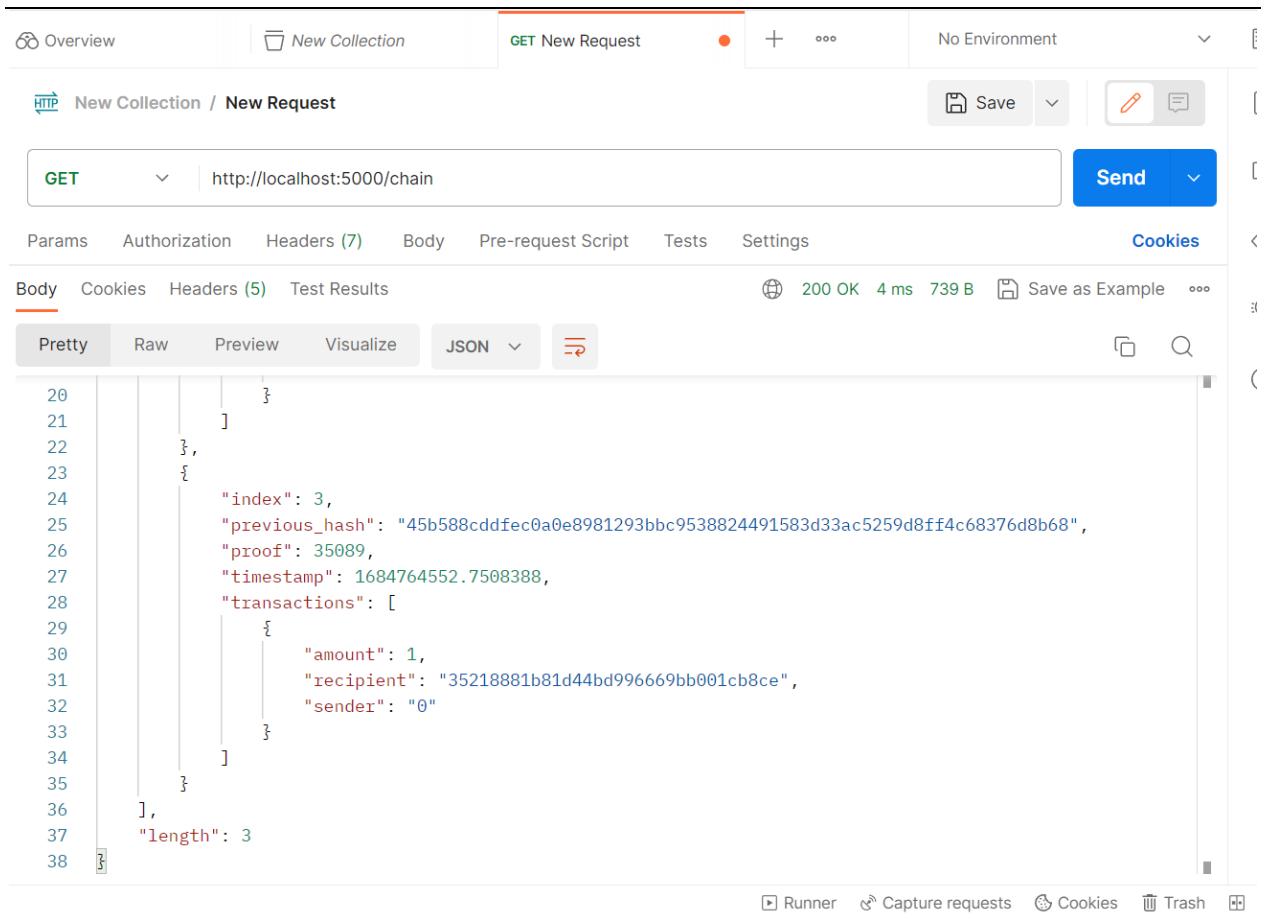 Overview New Collection GET New Request No Environment
HTTP New Collection / New Request Save
GET http://localhost:5000/chain Send
Params Authorization Headers (7) Body Pre-request Script Tests Settings Cookies
Body Cookies Headers (5) Test Results 200 OK 4 ms 739 B Save as Example
Pretty Raw Preview Visualize JSON
20 }
21 ]
22 },
23 {
24 "index": 3,
25 "previous_hash": "45b588cddfec0a0e8981293bbc9538824491583d33ac5259d8ff4c68376d8b68",
26 "proof": 35089,
27 "timestamp": 1684764552.7508388,
28 "transactions": [
29 {
30 "amount": 1,
31 "recipient": "35218881b81d44bd996669bb001cb8ce",
32 "sender": "0"
33 }
34 ]
35 }
36 ],
37 "length": 3
38 }
Runner Capture requests Cookies Trash